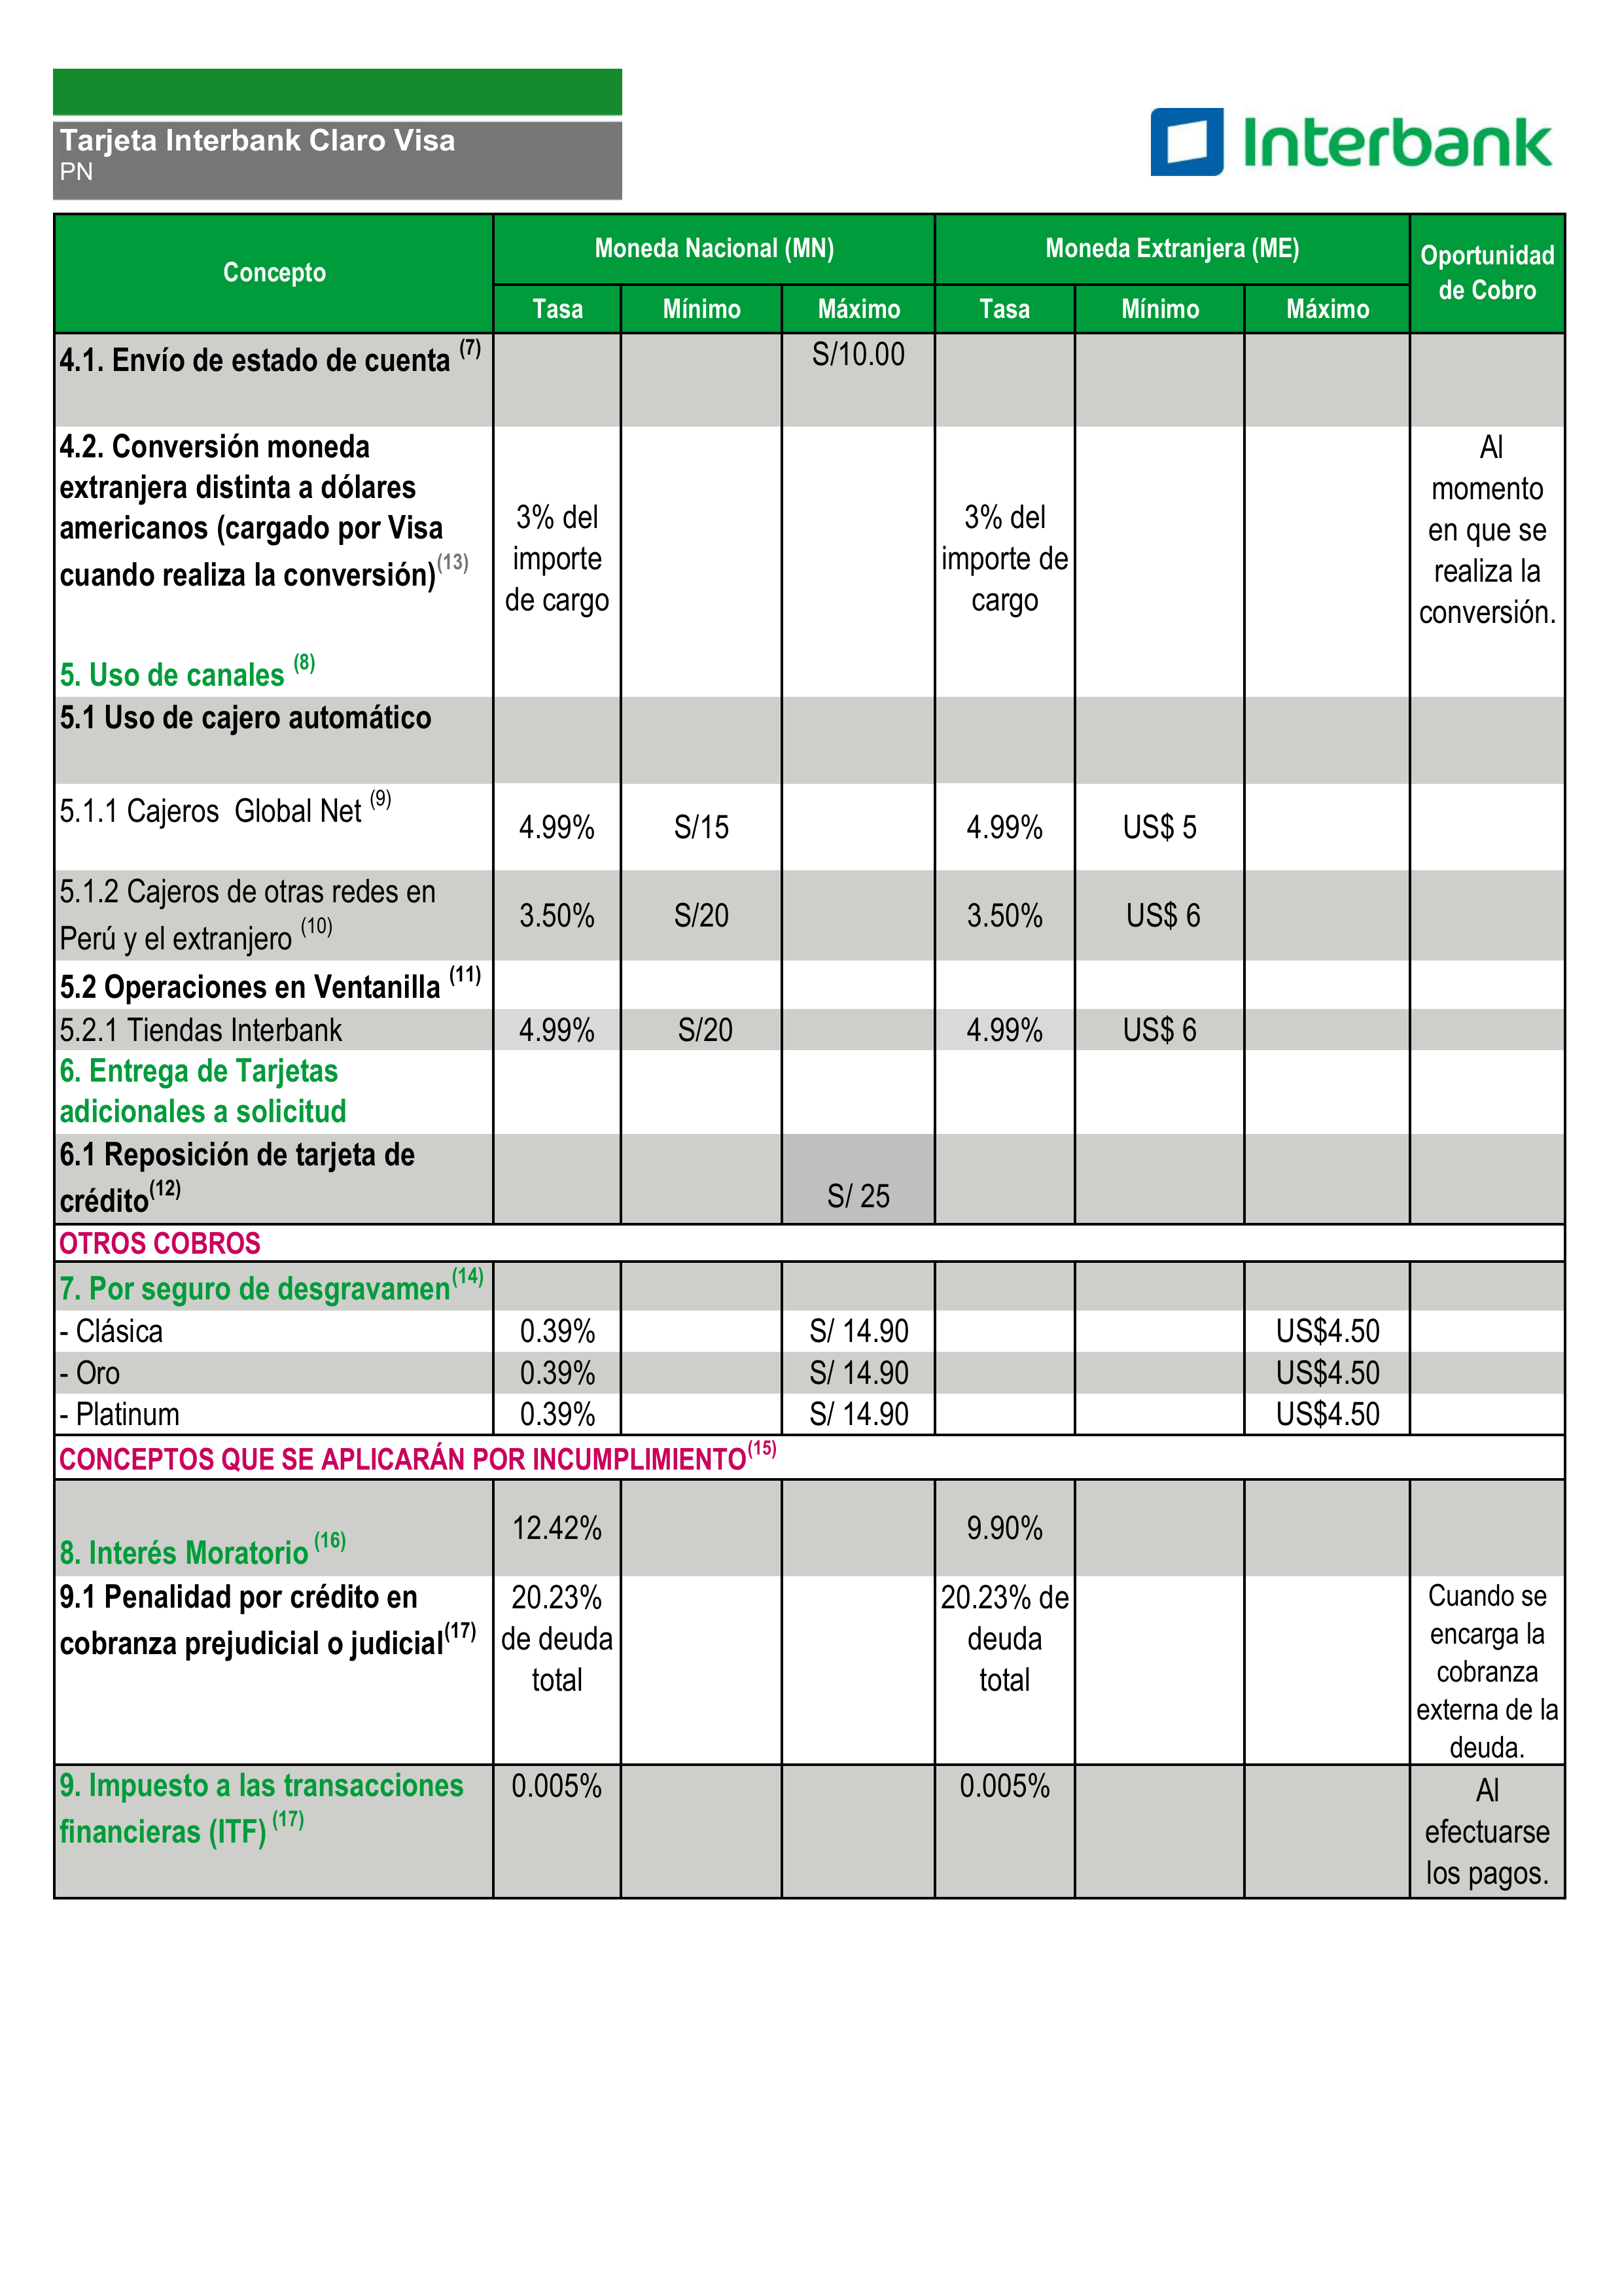 Tarjeta Interbank Claro Visa
PN
Interbank
Concepto
Moneda Nacional (MN)
Moneda Extranjera (ME)
Oportunidad
de Cobro
Tasa
Mínimo
Máximo
Tasa
Mínimo
Máximo
4.1. Envío de estado de cuenta (7)
S/10.00
4.2. Conversión moneda
extranjera distinta a dólares
americanos (cargado por Visa
cuando realiza la conversión)(13)
3% del
importe
de cargo
3% del
importe de
cargo
Al
momento
en que se
realiza la
conversión.
5. Uso de canales (8)
5.1 Uso de cajero automático
5.1.1 Cajeros Global Net (9)
4.99%
S/15
4.99%
US$ 5
5.1.2 Cajeros de otras redes en
Perú y el extranjero (10)
3.50%
S/20
3.50%
US$ 6
5.2 Operaciones en Ventanilla (11)
5.2.1 Tiendas Interbank
4.99%
S/20
4.99%
US$ 6
6. Entrega de Tarjetas
adicionales a solicitud
6.1 Reposición de tarjeta de
crédito(12)
S/ 25
OTROS COBROS
7. Por seguro de desgravamen(14)
- Clásica
0.39%
S/ 14.90
US$4.50
- Oro
0.39%
S/ 14.90
US$4.50
- Platinum
0.39%
S/ 14.90
US$4.50
CONCEPTOS QUE SE APLICARÁN POR INCUMPLIMIENTO(15)
8. Interés Moratorio (16)
12.42%
9.90%
9.1 Penalidad por crédito en
cobranza prejudicial o judicial(17)
20.23%
de deuda
total
20.23% de
deuda
total
Cuando se
encarga la
cobranza
externa de la
deuda.
9. Impuesto a las transacciones
financieras (ITF) (17)
0.005%
0.005%
Al
efectuarse
los pagos.